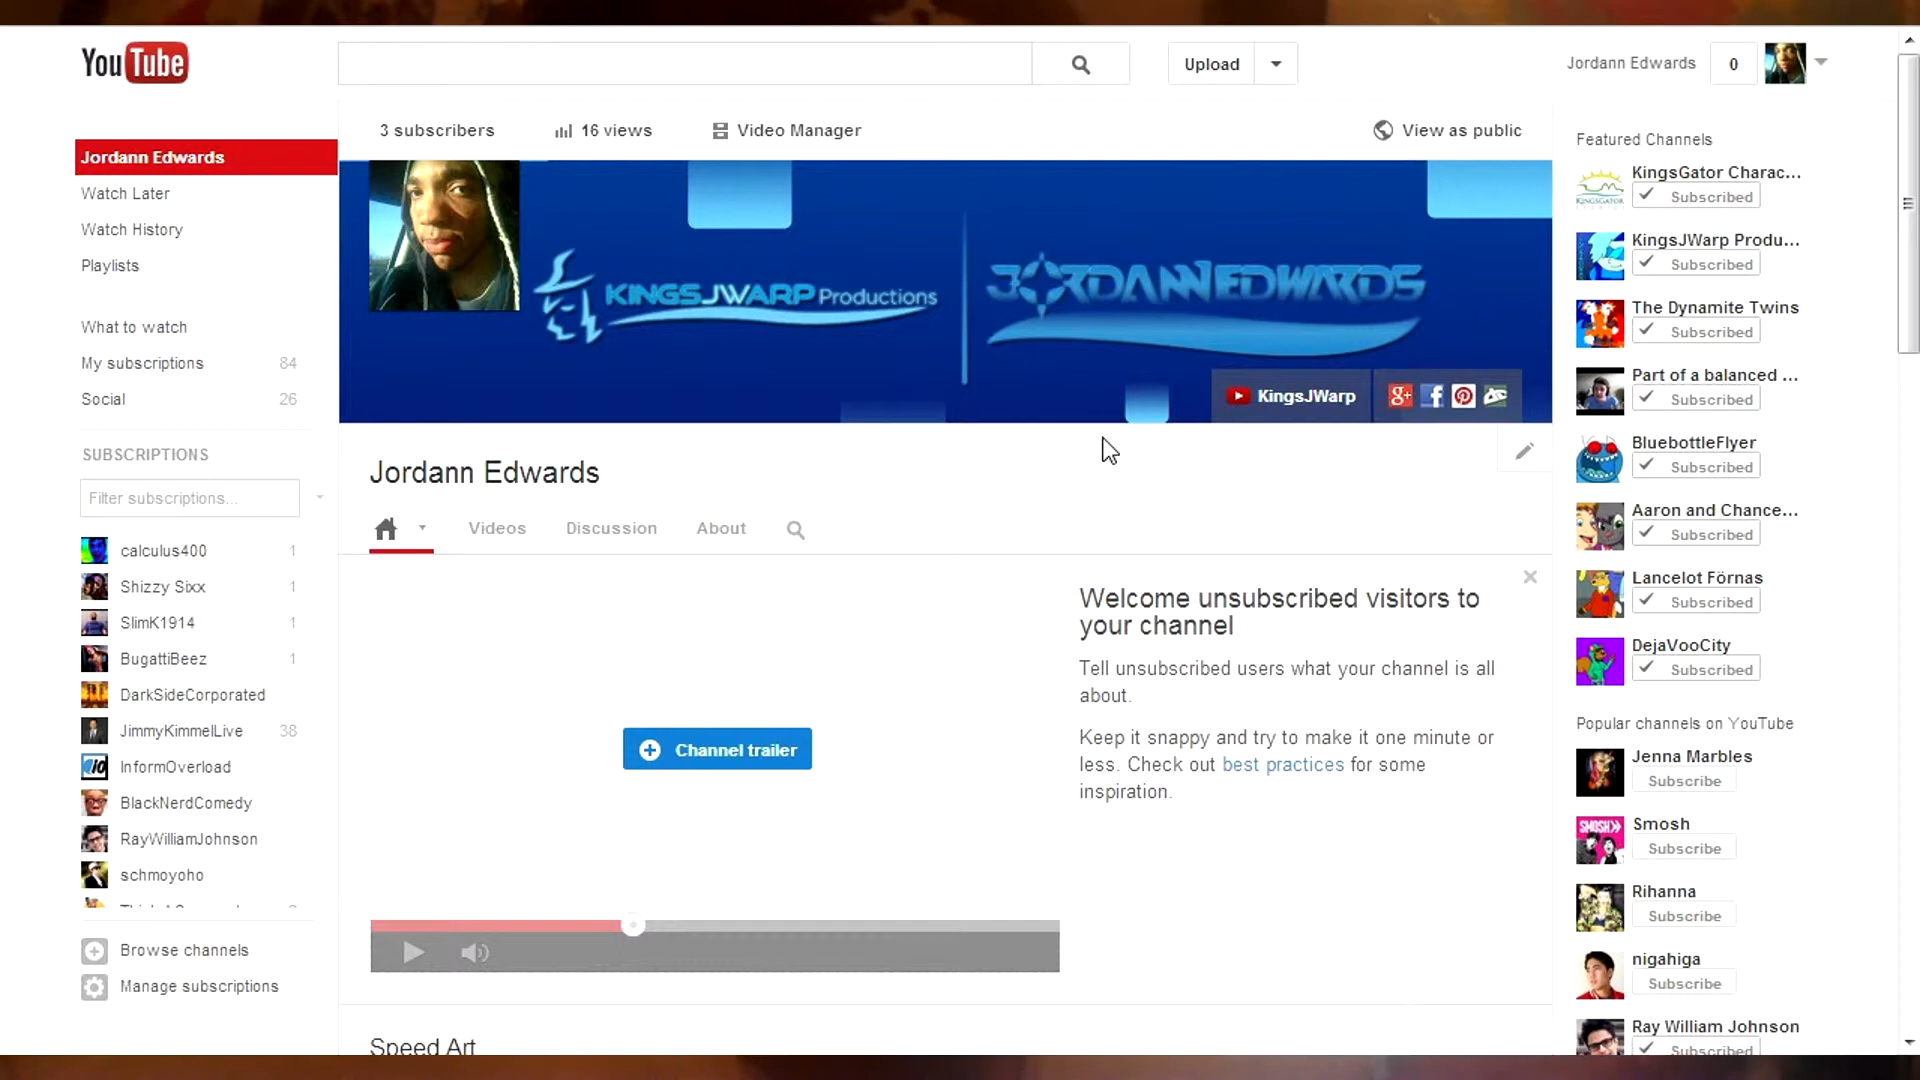 YouTube
Upload
Jordann Edwards
0
3 subscribers
16 views
Video Manager
View as public
Jordann Edwards
Watch Later
Watch History
Playlists
What to watch
My subscriptions 84
Social 26
SUBSCRIPTIONS
Filter subscriptions...
calculus400 1
Shizzy Sixx 1
SlimK1914 1
BugattiBeez 1
DarkSideCorporated
JimmyKimmelLive 38
InformOverload
BlackNerdComedy
RayWilliamJohnson
schmoyoho
Browse channels
Manage subscriptions
KINGSJWARP Productions
JORDANNEDWARDS
KingsJWarp
Jordann Edwards
Videos
Discussion
About
Channel trailer
Welcome unsubscribed visitors to
your channel
Tell unsubscribed users what your channel is all
about.
Keep it snappy and try to make it one minute or
less. Check out best practices for some
inspiration.
Speed Art
Featured Channels
KingsGator Charac...
Subscribed
KingsJWarp Produ...
Subscribed
The Dynamite Twins
Subscribed
Part of a balanced ...
Subscribed
BluebottleFlyer
Subscribed
Aaron and Chance...
Subscribed
Lancelot Förnas
Subscribed
DejaVooCity
Subscribed
Popular channels on YouTube
Jenna Marbles
Subscribe
SMOSH
Smosh
Subscribe
Rihanna
Subscribe
nigahiga
Subscribe
Ray William Johnson
Subscribed